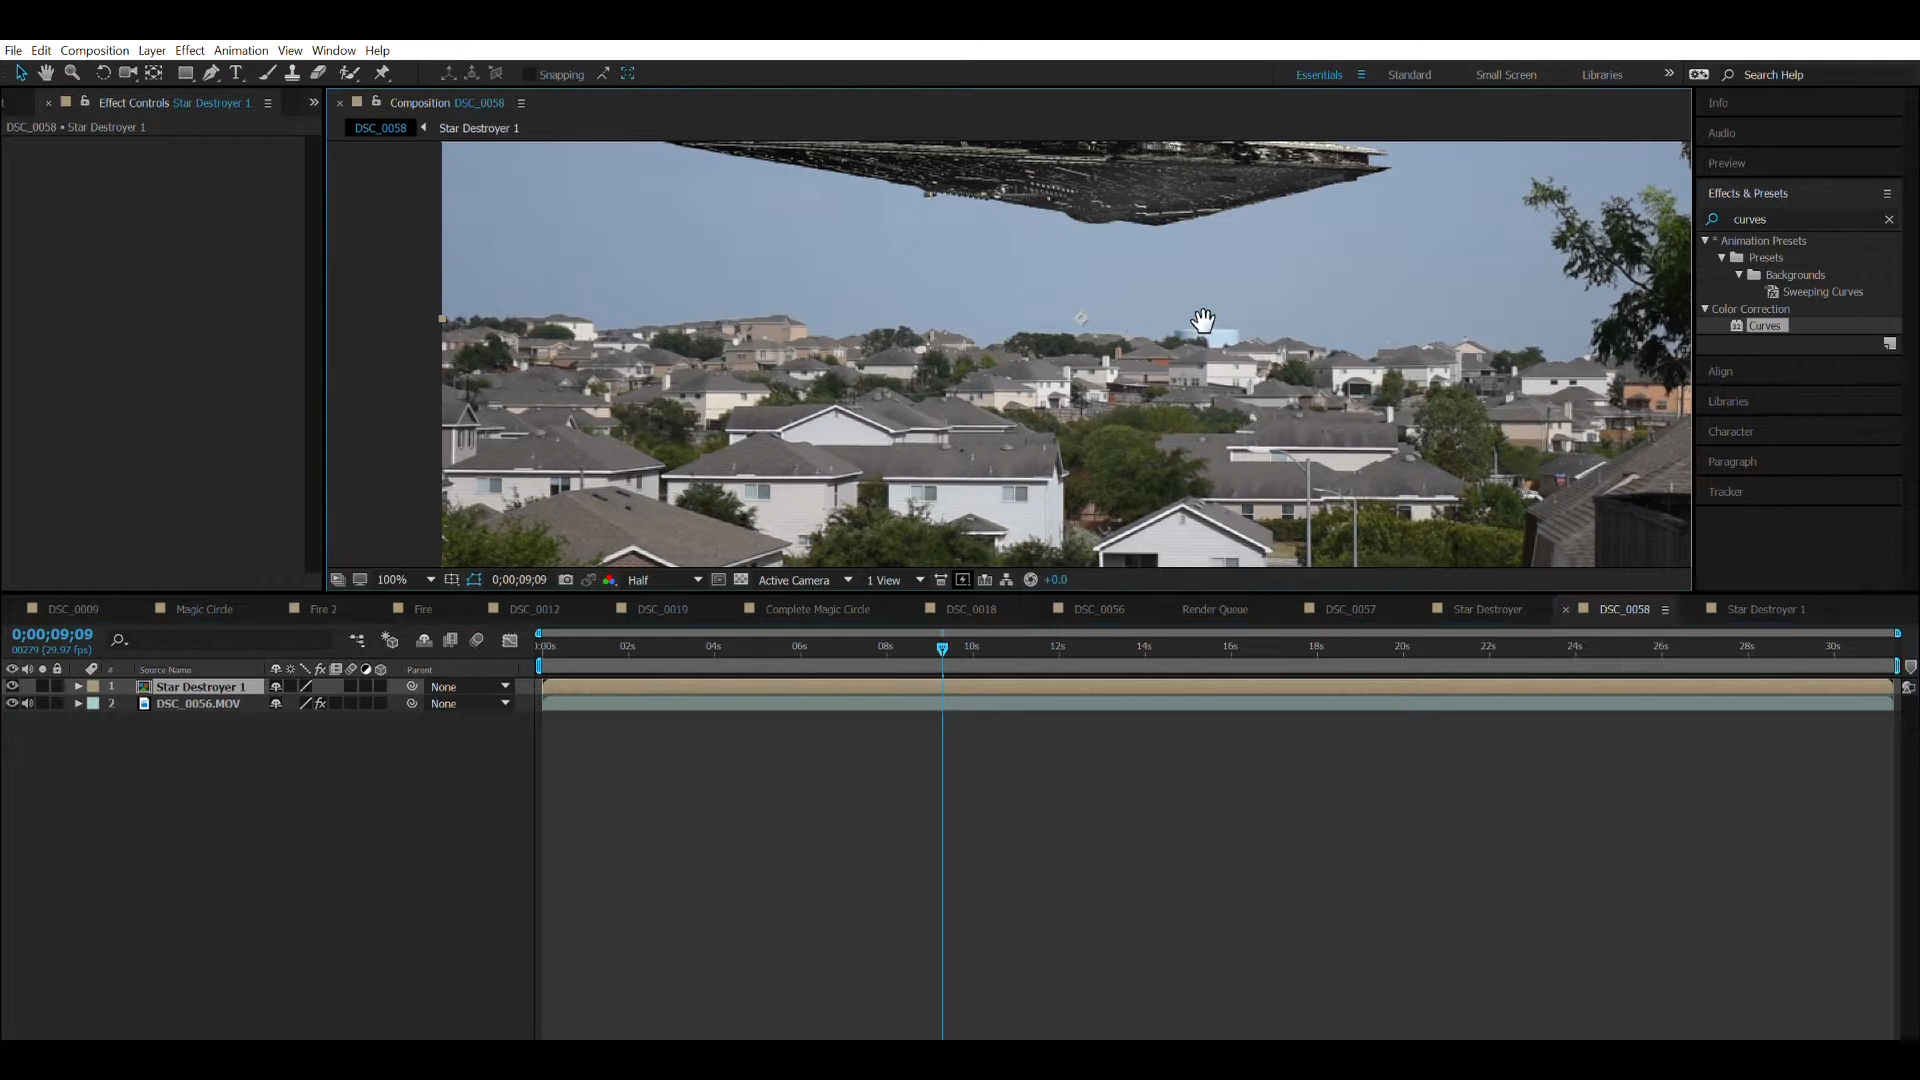 File Edit Composition Layer Effect Animation View Window Help
Snapping
Essentials Standard Small Screen Libraries Search Help
Effect Controls Star Destroyer 1
DSC_0058 • Star Destroyer 1
Composition DSC_0058
DSC_0058 Star Destroyer 1
Info
Audio
Preview
Effects & Presets
curves
* Animation Presets
Presets
Backgrounds
Sweeping Curves
Color Correction
32 Curves
Align
Libraries
Character
Paragraph
Tracker
100% 0;00;09;09 Half Active Camera 1 View +0.0
DSC_0009 Magic Circle Fire 2 Fire DSC_0012 DSC_0019 Complete Magic Circle DSC_0018 DSC_0056 Render Queue DSC_0057 Star Destroyer DSC_0058 Star Destroyer 1
0;00;09;09
00279 (29.97 fps)
:00s 02s 04s 06s 08s 10s 12s 14s 16s 18s 20s 22s 24s 26s 28s 30s
# Source Name fx Parent
1 Star Destroyer 1 None
2 DSC_0056.MOV fx None